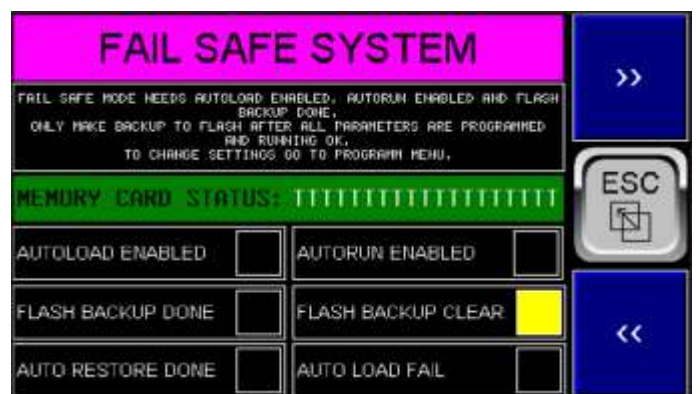 FAIL SAFE SYSTEM
>>
FAIL SAFE MODE NEEDS AUTOLOAD ENABLED, AUTORUN ENABLED AND FLASH
BACKUP DONE.
ONLY MAKE BACKUP TO FLASH AFTER ALL PARAMETERS ARE PROGRAMMED
AND RUNNING OK.
TO CHANGE SETTINGS GO TO PROGRAMM MENU.
MEMORY CARD STATUS: TTTTTTTTTTTTTTTTTTTT
ESC
AUTOLOAD ENABLED
AUTORUN ENABLED
FLASH BACKUP DONE
FLASH BACKUP CLEAR
<<
AUTO RESTORE DONE
AUTO LOAD FAIL